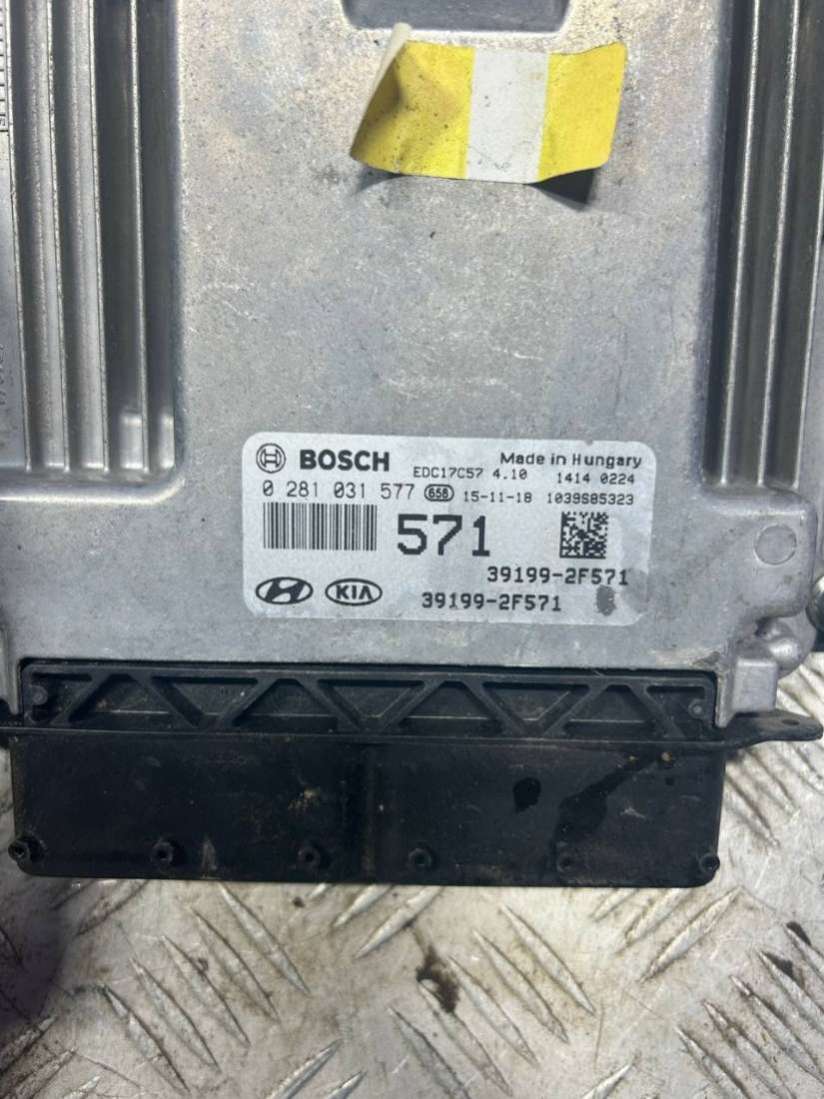 BOSCH EDC17C57 4.10 Made in Hungary
1414 0224
0 281 031 577 658 15-11-18 1039S85323
571
39199-2F571
KIA 39199-2F571